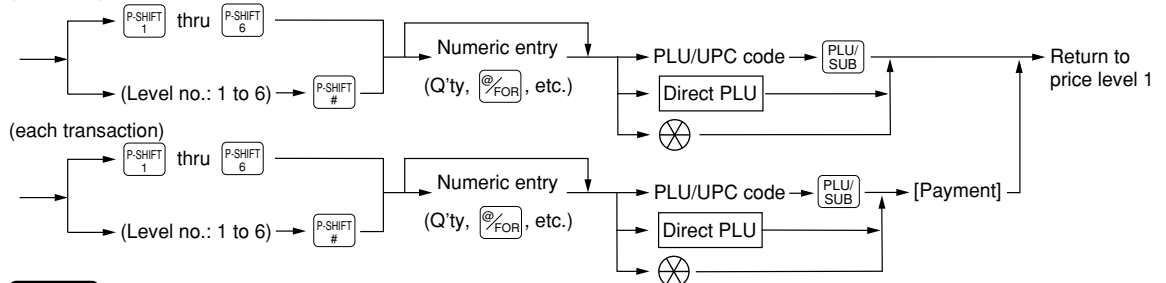 P-SHIFT 1 thru P-SHIFT 6
Numeric entry
(Q'ty, @/FOR, etc.)
PLU/UPC code PLU/SUB
Return to
price level 1
(Level no.: 1 to 6) P-SHIFT #
Direct PLU
(each transaction)
P-SHIFT 1 thru P-SHIFT 6
Numeric entry
(Q'ty, @/FOR, etc.)
PLU/UPC code PLU/SUB [Payment]
(Level no.: 1 to 6) P-SHIFT #
Direct PLU